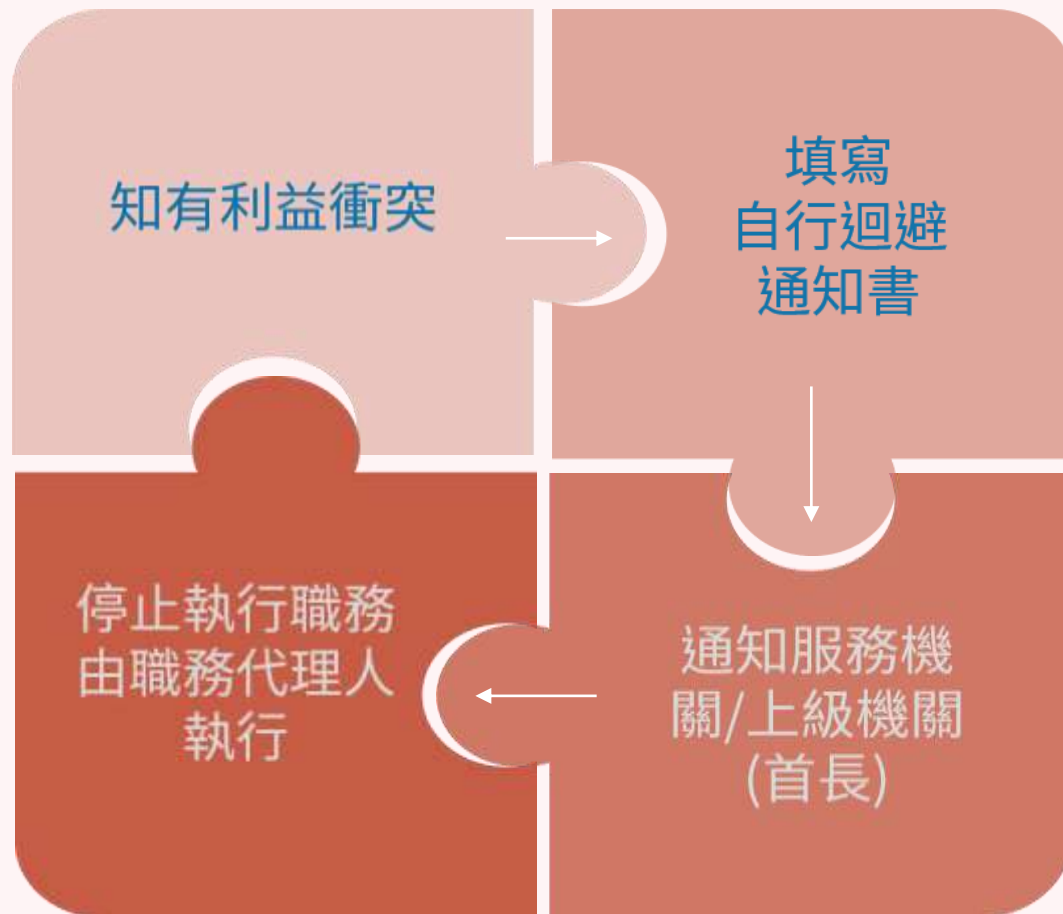 知有利益衝突
填寫
自行迴避
通知書
通知服務機
關/上級機關
(首長)
停止執行職務
由職務代理人
執行